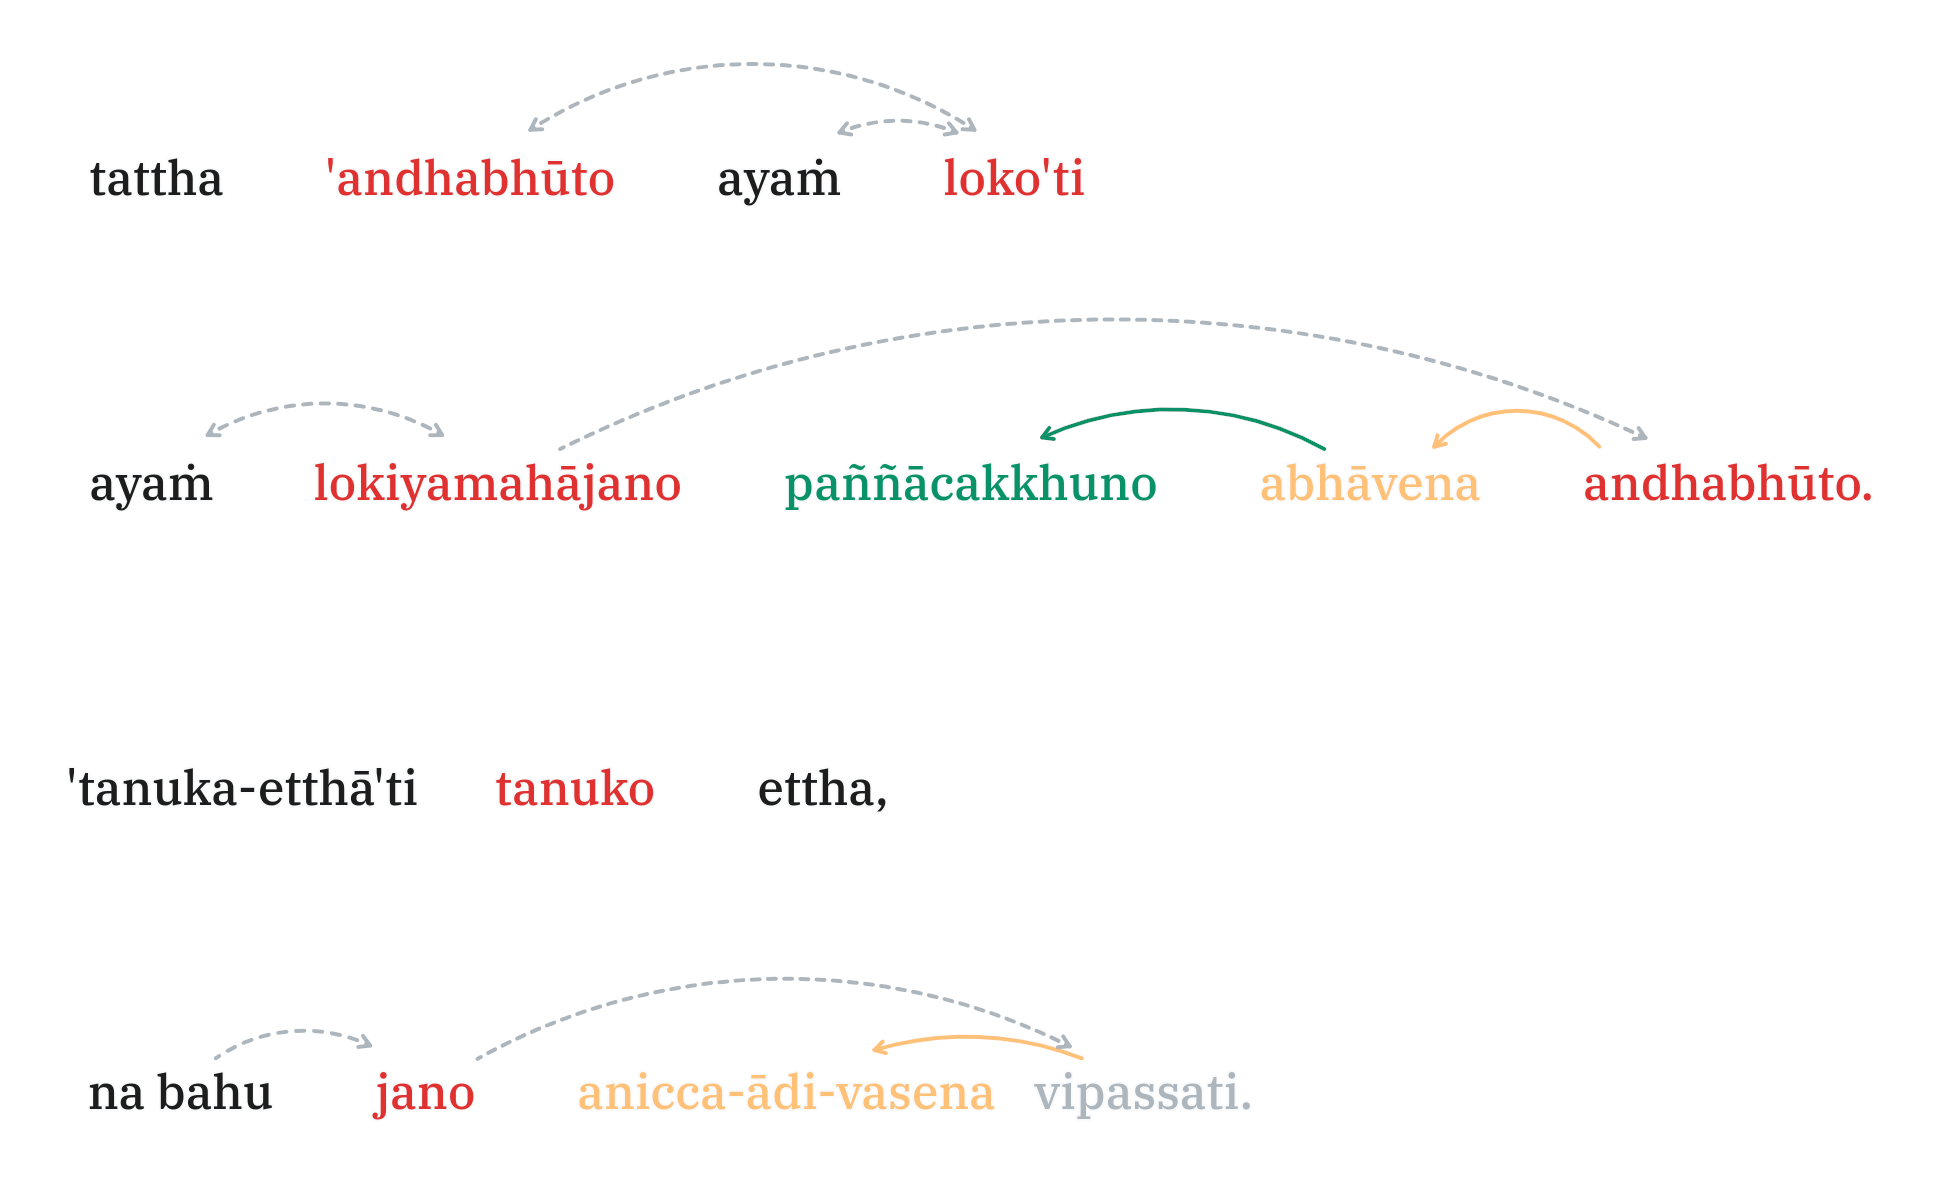 tattha 'andhabhūto ayaṁ loko'ti
ayaṁ lokiyamahājano paññācakkhuno abhāvena andhabhūto.
'tanuka-etthā'ti tanuko ettha,
na bahu jano anicca-ādi-vasena vipassati.